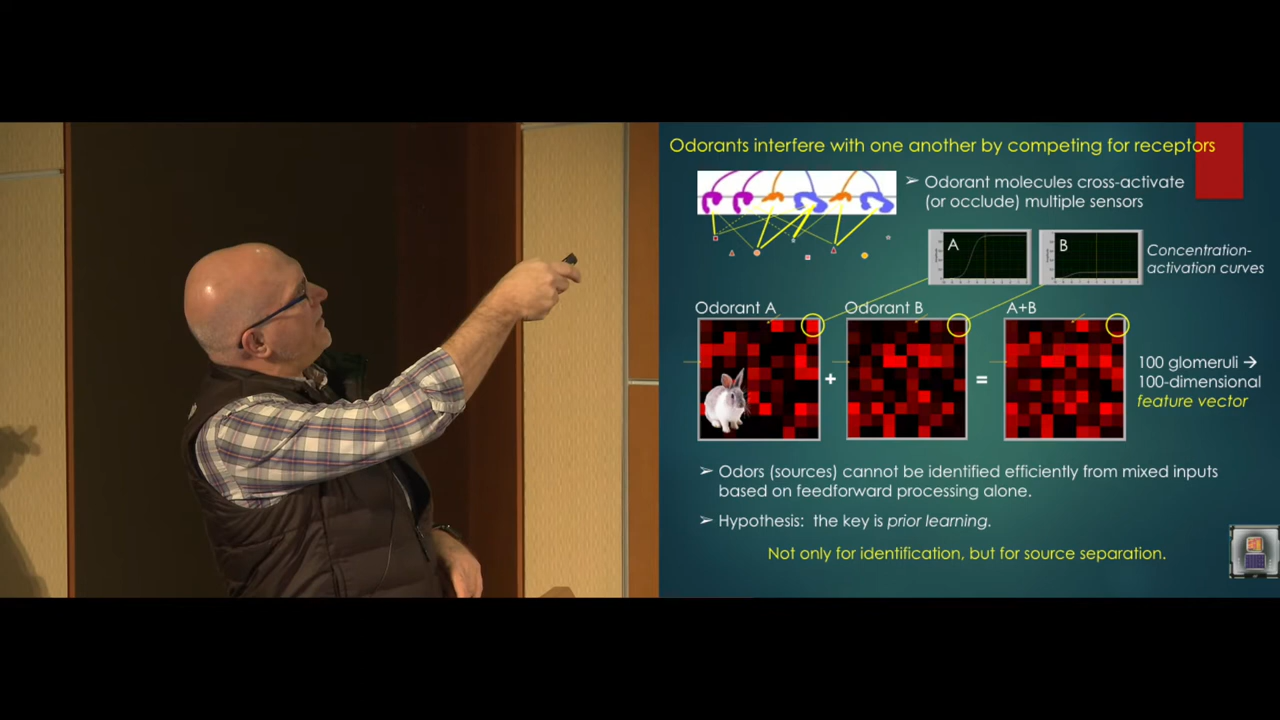 Odorants interfere with one another by competing for receptors
➢ Odorant molecules cross-activate
(or occlude) multiple sensors
A
B
Concentration-
activation curves
Odorant A
Odorant B
A+B
+
=
100 glomeruli →
100-dimensional
feature vector
➢ Odors (sources) cannot be identified efficiently from mixed inputs
based on feedforward processing alone.
➢ Hypothesis: the key is prior learning.
Not only for identification, but for source separation.